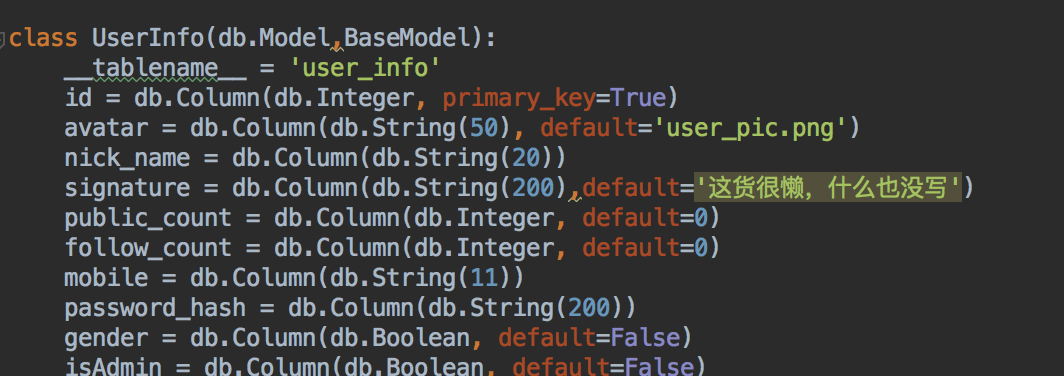 class UserInfo(db.Model,BaseModel):
    __tablename__ = 'user_info'
    id = db.Column(db.Integer, primary_key=True)
    avatar = db.Column(db.String(50), default='user_pic.png')
    nick_name = db.Column(db.String(20))
    signature = db.Column(db.String(200),default='这货很懒，什么也没写')
    public_count = db.Column(db.Integer, default=0)
    follow_count = db.Column(db.Integer, default=0)
    mobile = db.Column(db.String(11))
    password_hash = db.Column(db.String(200))
    gender = db.Column(db.Boolean, default=False)
    isAdmin = db.Column(db.Boolean, default=False)